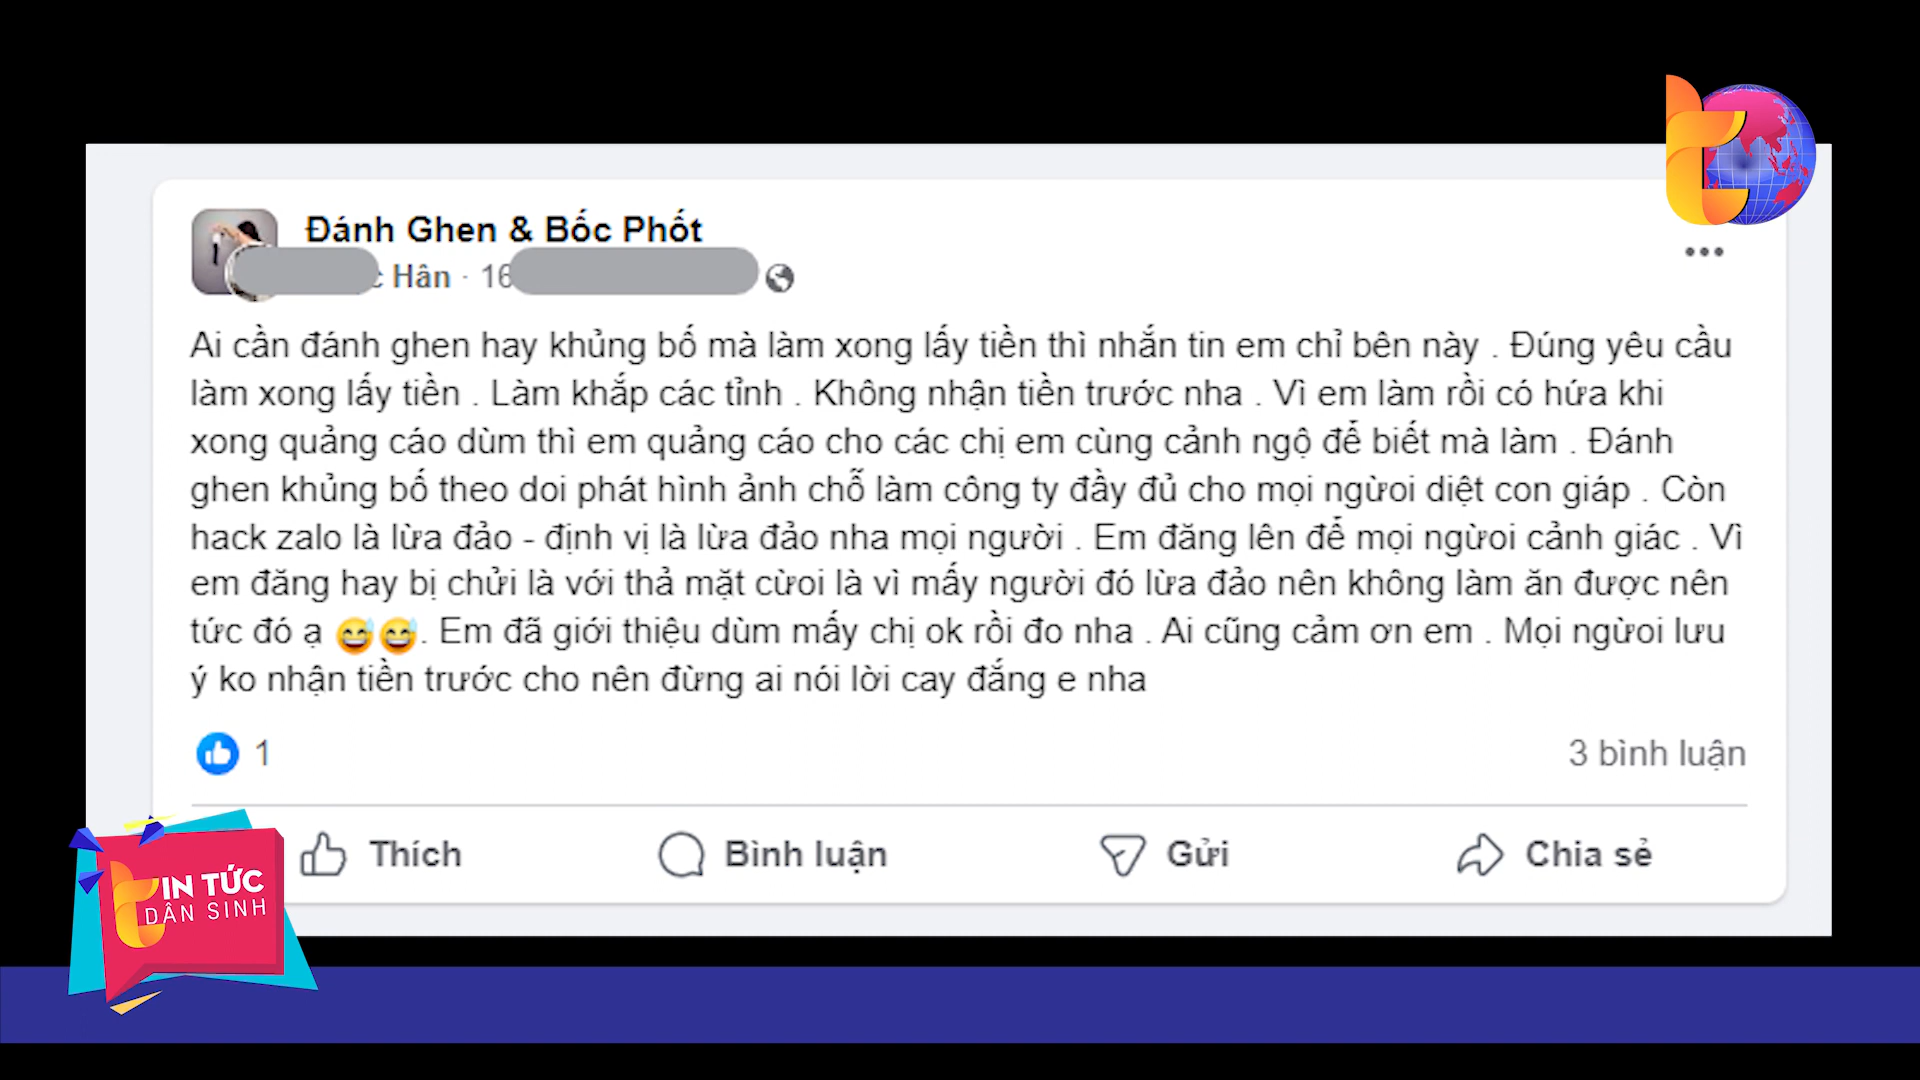 Đánh Ghen & Bốc Phốt
Hân · 16
Ai cần đánh ghen hay khủng bố mà làm xong lấy tiền thì nhắn tin em chỉ bên này . Đúng yêu cầu
làm xong lấy tiền . Làm khắp các tỉnh . Không nhận tiền trước nha . Vì em làm rồi có hứa khi
xong quảng cáo dùm thì em quảng cáo cho các chị em cùng cảnh ngộ để biết mà làm . Đánh
ghen khủng bố theo doi phát hình ảnh chỗ làm công ty đầy đủ cho mọi ngừoi diệt con giáp . Còn
hack zalo là lừa đảo - định vị là lừa đảo nha mọi người . Em đăng lên để mọi ngừoi cảnh giác . Vì
em đăng hay bị chửi là với thả mặt cừoi là vì mấy người đó lừa đảo nên không làm ăn được nên
tức đó ạ 😅😅. Em đã giới thiệu dùm mấy chị ok rồi đo nha . Ai cũng cảm ơn em . Mọi ngừoi lưu
ý ko nhận tiền trước cho nên đừng ai nói lời cay đắng e nha
1
3 bình luận
Thích
Bình luận
Gửi
Chia sẻ
TIN TỨC
DÂN SINH